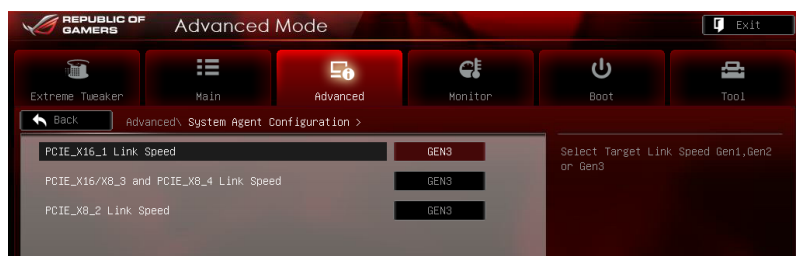 REPUBLIC OF
GAMERS
Advanced Mode
Exit
Extreme Tweaker
Main
Advanced
Monitor
Boot
Tool
Back
Advanced\ System Agent Configuration >
PCIE_X16_1 Link Speed
GEN3
Select Target Link Speed Gen1,Gen2
or Gen3
PCIE_X16/X8_3 and PCIE_X8_4 Link Speed
GEN3
PCIE_X8_2 Link Speed
GEN3